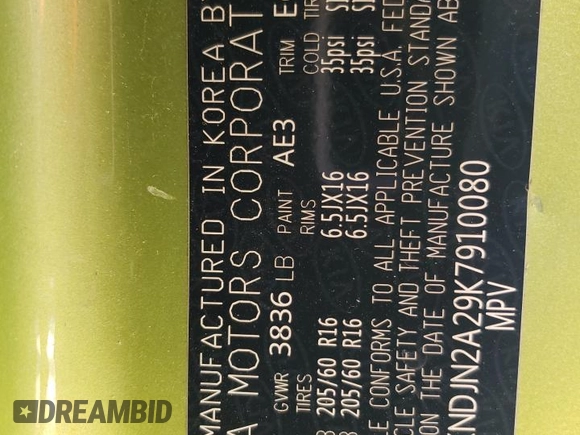 MANUFACTURED IN KOREA B
A MOTORS CORPORAT
GVWR 3836 LB PAINT AE3 TRIM E
TIRES RIMS COLD TIR
205/60 R16 6.5JX16 35psi
205/60 R16 6.5JX16 35psi
LE CONFORMS TO ALL APPLICABLE U.S.A. FED
CLE SAFETY AND THEFT PREVENTION STANDA
ON THE DATE OF MANUFACTURE SHOWN AB
NDJN2A29K7910080
MPV
DREAMBID